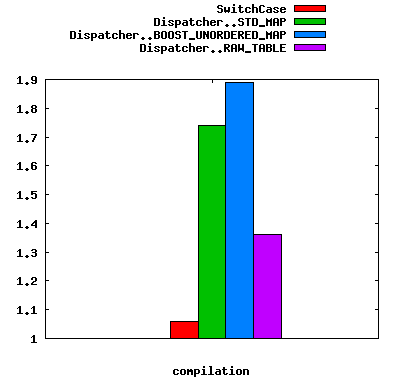 SwitchCase
Dispatcher..STD_MAP
Dispatcher..BOOST_UNORDERED_MAP
Dispatcher..RAW_TABLE
1.9
1.8
1.7
1.6
1.5
1.4
1.3
1.2
1.1
1
compilation